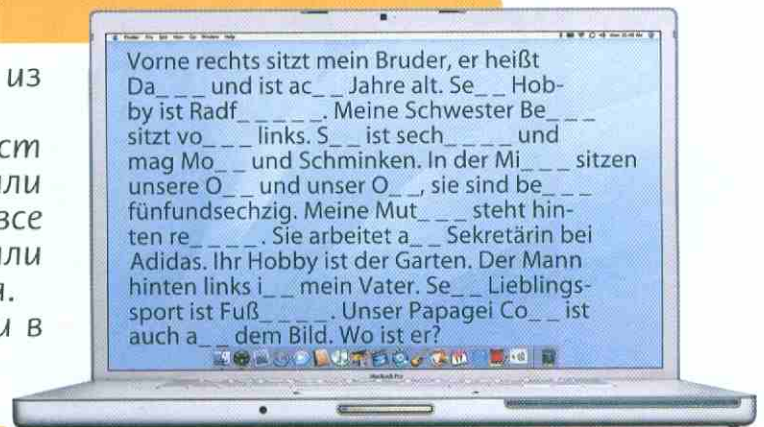 из
ст
ли
все
ли
и в
Vorne rechts sitzt mein Bruder, er heißt
Da_ _ _ und ist ac_ _ Jahre alt. Se_ _ Hob-
by ist Radf_ _ _ _ _. Meine Schwester Be_ _ _
sitzt vo_ _ _ links. S_ _ ist sech_ _ _ _ und
mag Mo_ _ und Schminken. In der Mi_ _ _ sitzen
unsere O_ _ und unser O_ _, sie sind be_ _ _
fünfundsechzig. Meine Mut_ _ _ steht hin-
ten re_ _ _ _. Sie arbeitet a_ _ Sekretärin bei
Adidas. Ihr Hobby ist der Garten. Der Mann
hinten links i_ _ mein Vater. Se_ _ Lieblings-
sport ist Fuß_ _ _ _ _. Unser Papagei Co_ _ ist
auch a_ _ dem Bild. Wo ist er?
MacBook Pro